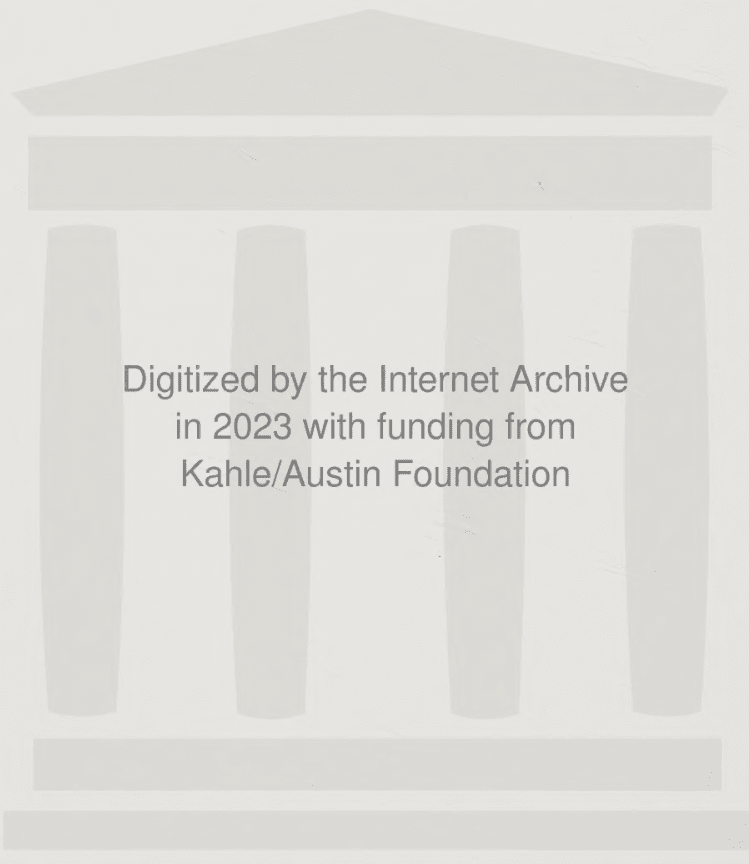 Digitized by the Internet Archive
in 2023 with funding from
Kahle/Austin Foundation